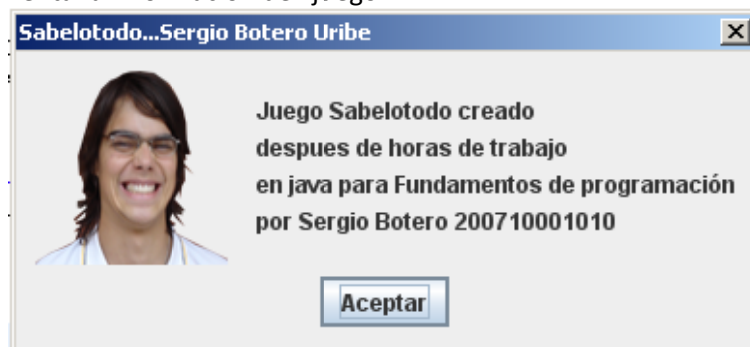 Sabelotodo...Sergio Botero Uribe
Juego Sabelotodo creado
despues de horas de trabajo
en java para Fundamentos de programación
por Sergio Botero 200710001010
Aceptar